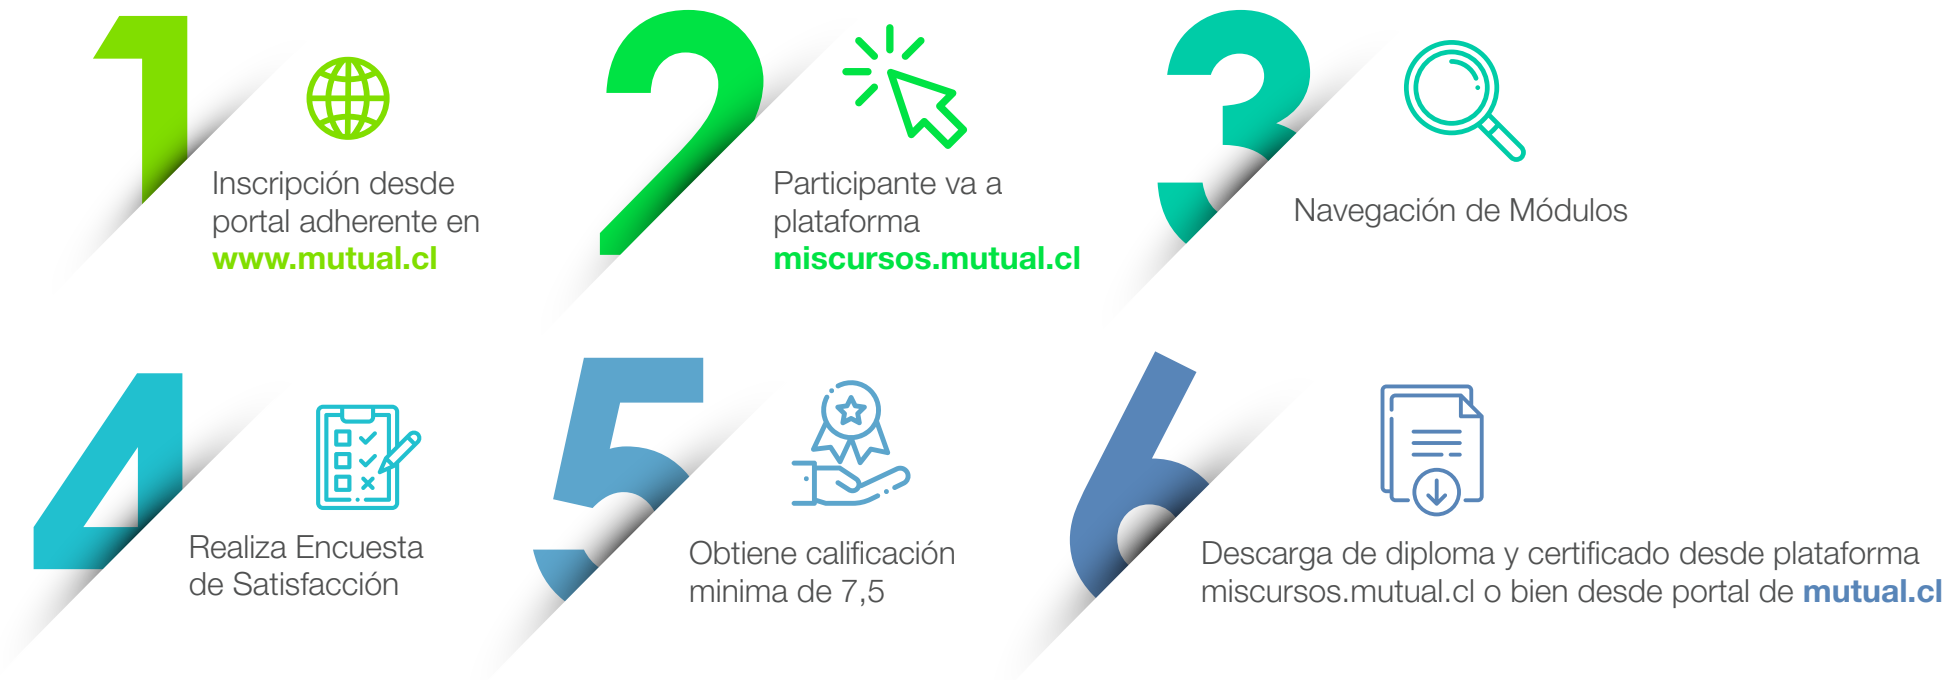 1
Inscripción desde
portal adherente en
www.mutual.cl
2
Participante va a
plataforma
miscursos.mutual.cl
3
Navegación de Módulos
4
Realiza Encuesta
de Satisfacción
5
Obtiene calificación
minima de 7,5
6
Descarga de diploma y certificado desde plataforma
miscursos.mutual.cl o bien desde portal de mutual.cl